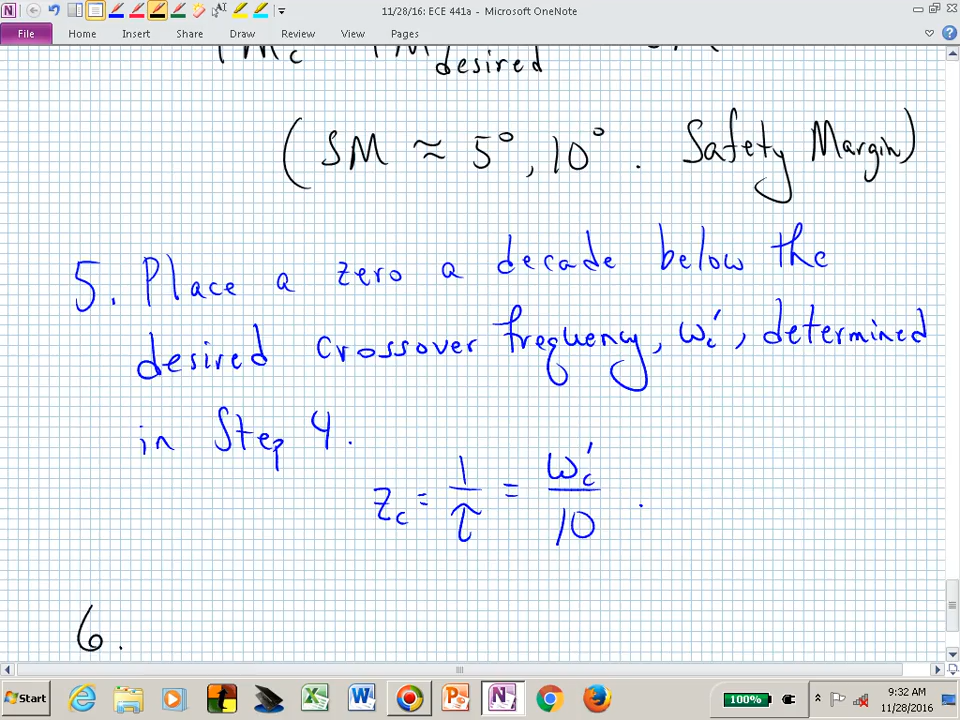 11/28/16: ECE 441a - Microsoft OneNote
File Home Insert Share Draw Review View Pages
desired
(SM ≈ 5°, 10°. Safety Margin)
5. Place a zero a decade below the
desired crossover frequency, ωc', determined
in Step 4.
zc = 1/τ = ωc'/10 .
6.
Start
100%
9:32 AM
11/28/2016